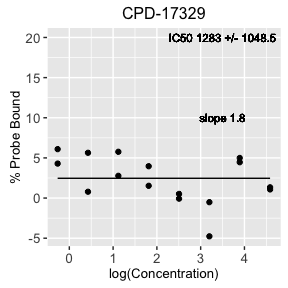 CPD-17329
IC50 1283 +/- 1048.5
slope 1.8
% Probe Bound
20
15
10
5
0
-5
0 1 2 3 4
log(Concentration)